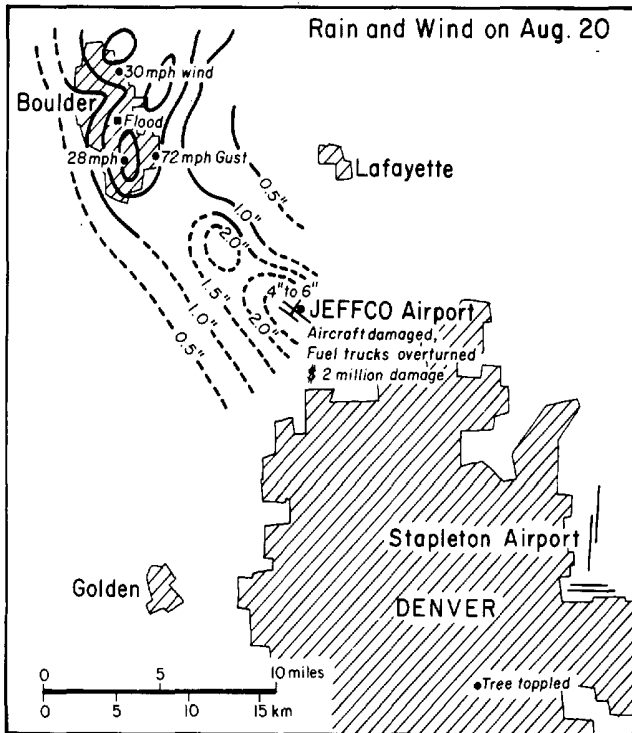 Rain and Wind on Aug. 20
30 mph wind
Boulder
Flood
28 mph
72 mph Gust
Lafayette
0.5"
1.0"
2.0"
1.5"
4" to 6"
2.0"
1.0"
0.5"
JEFFCO Airport
Aircraft damaged,
Fuel trucks overturned
$ 2 million damage
Stapleton Airport
Golden
DENVER
0 5 10 miles
0 5 10 15 km
Tree toppled